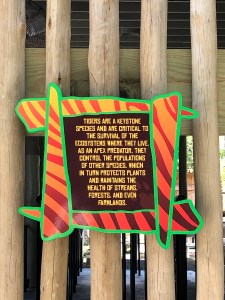 TIGERS ARE A KEYSTONE
SPECIES AND ARE CRITICAL TO
THE SURVIVAL OF THE
ECOSYSTEMS WHERE THEY LIVE.
AS AN APEX PREDATOR, THEY
CONTROL THE POPULATIONS
OF OTHER SPECIES, WHICH
IN TURN PROTECTS PLANTS
AND MAINTAINS THE
HEALTH OF STREAMS,
FORESTS, AND EVEN
FARMLANDS.